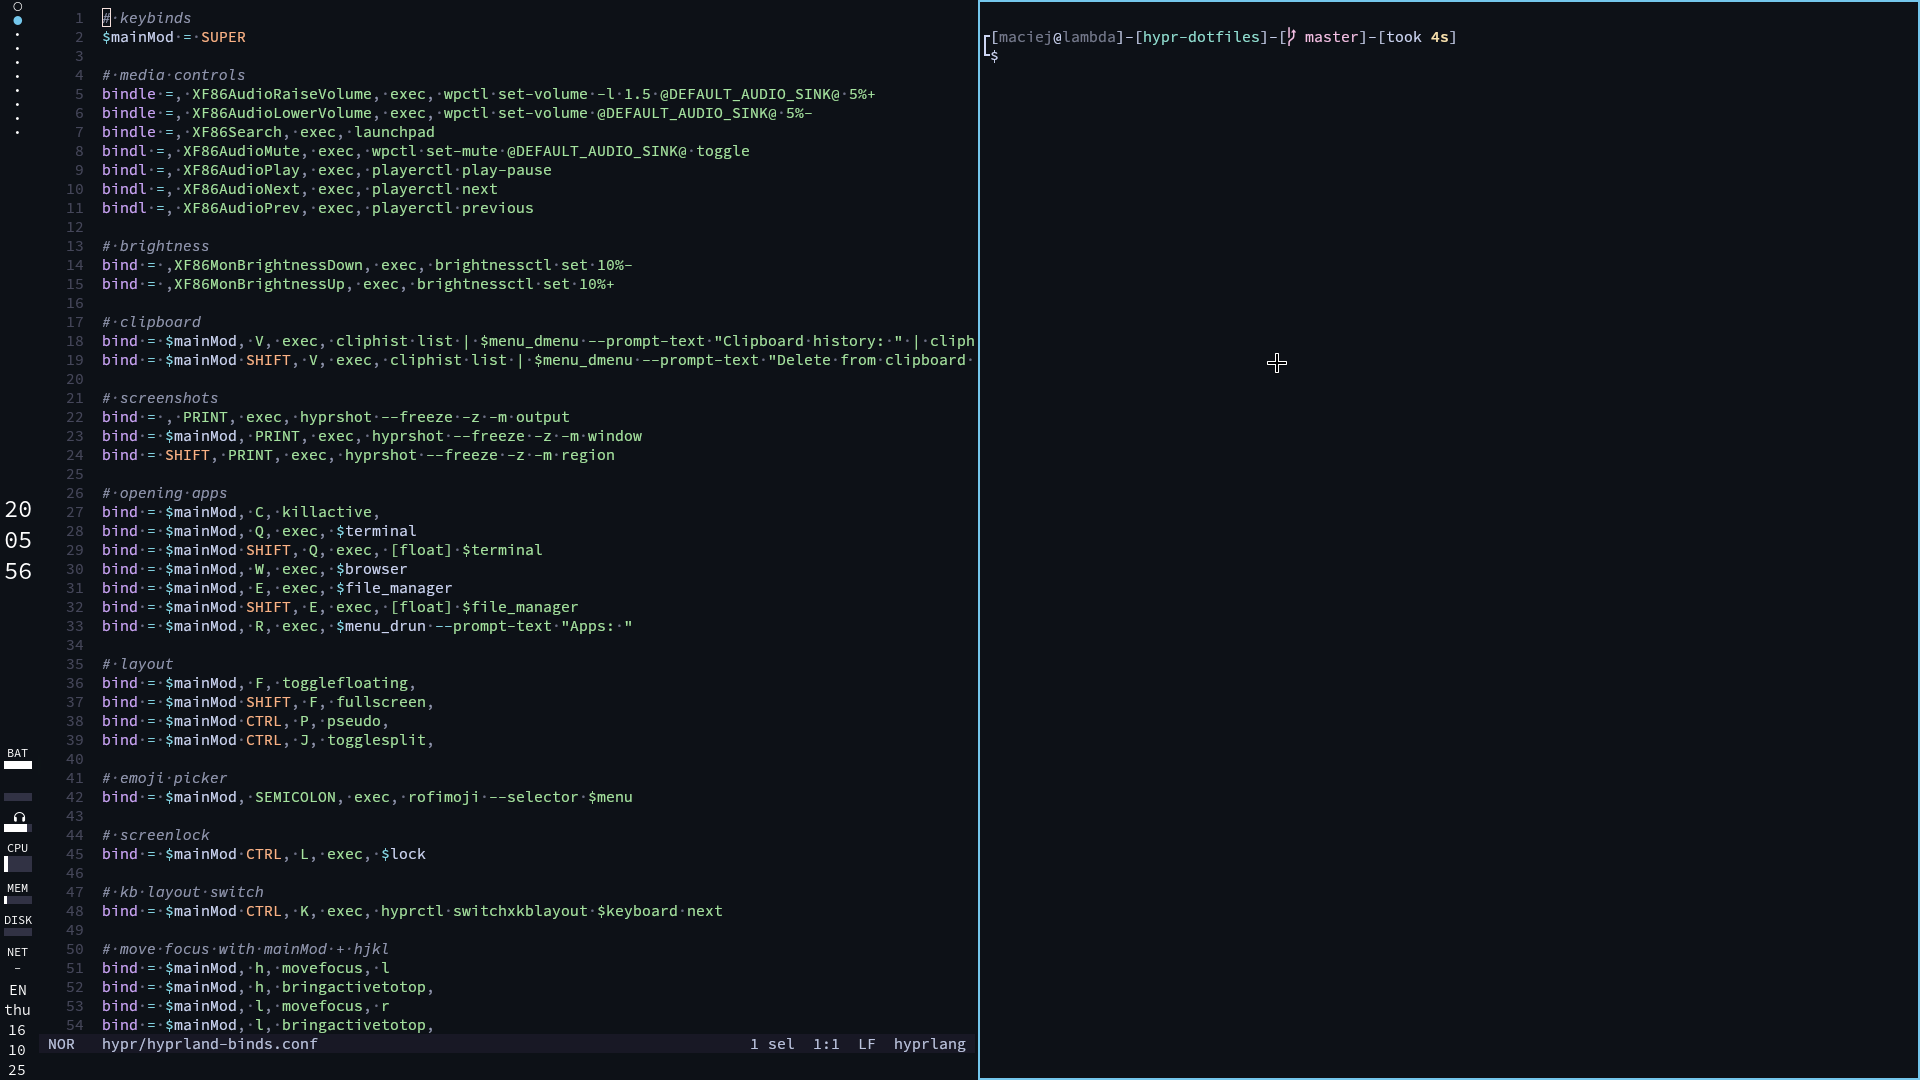 20
05
56
BAT
CPU
MEM
DISK
NET
-
EN
thu
16
10
25
1 # keybinds
2 $mainMod = SUPER
3
4 # media controls
5 bindle =, XF86AudioRaiseVolume, exec, wpctl set-volume -l 1.5 @DEFAULT_AUDIO_SINK@ 5%+
6 bindle =, XF86AudioLowerVolume, exec, wpctl set-volume @DEFAULT_AUDIO_SINK@ 5%-
7 bindle =, XF86Search, exec, launchpad
8 bindl =, XF86AudioMute, exec, wpctl set-mute @DEFAULT_AUDIO_SINK@ toggle
9 bindl =, XF86AudioPlay, exec, playerctl play-pause
10 bindl =, XF86AudioNext, exec, playerctl next
11 bindl =, XF86AudioPrev, exec, playerctl previous
12
13 # brightness
14 bind = ,XF86MonBrightnessDown, exec, brightnessctl set 10%-
15 bind = ,XF86MonBrightnessUp, exec, brightnessctl set 10%+
16
17 # clipboard
18 bind = $mainMod, V, exec, cliphist list | $menu_dmenu --prompt-text "Clipboard history: " | cliph
19 bind = $mainMod SHIFT, V, exec, cliphist list | $menu_dmenu --prompt-text "Delete from clipboard
20
21 # screenshots
22 bind = , PRINT, exec, hyprshot --freeze -z -m output
23 bind = $mainMod, PRINT, exec, hyprshot --freeze -z -m window
24 bind = SHIFT, PRINT, exec, hyprshot --freeze -z -m region
25
26 # opening apps
27 bind = $mainMod, C, killactive,
28 bind = $mainMod, Q, exec, $terminal
29 bind = $mainMod SHIFT, Q, exec, [float] $terminal
30 bind = $mainMod, W, exec, $browser
31 bind = $mainMod, E, exec, $file_manager
32 bind = $mainMod SHIFT, E, exec, [float] $file_manager
33 bind = $mainMod, R, exec, $menu_drun --prompt-text "Apps: "
34
35 # layout
36 bind = $mainMod, F, togglefloating,
37 bind = $mainMod SHIFT, F, fullscreen,
38 bind = $mainMod CTRL, P, pseudo,
39 bind = $mainMod CTRL, J, togglesplit,
40
41 # emoji picker
42 bind = $mainMod, SEMICOLON, exec, rofimoji --selector $menu
43
44 # screenlock
45 bind = $mainMod CTRL, L, exec, $lock
46
47 # kb layout switch
48 bind = $mainMod CTRL, K, exec, hyprctl switchxkblayout $keyboard next
49
50 # move focus with mainMod + hjkl
51 bind = $mainMod, h, movefocus, l
52 bind = $mainMod, h, bringactivetotop,
53 bind = $mainMod, l, movefocus, r
54 bind = $mainMod, l, bringactivetotop,
NOR hypr/hyprland-binds.conf 1 sel 1:1 LF hyprlang
[maciej@lambda]-[hypr-dotfiles]-[ master]-[took 4s]
$